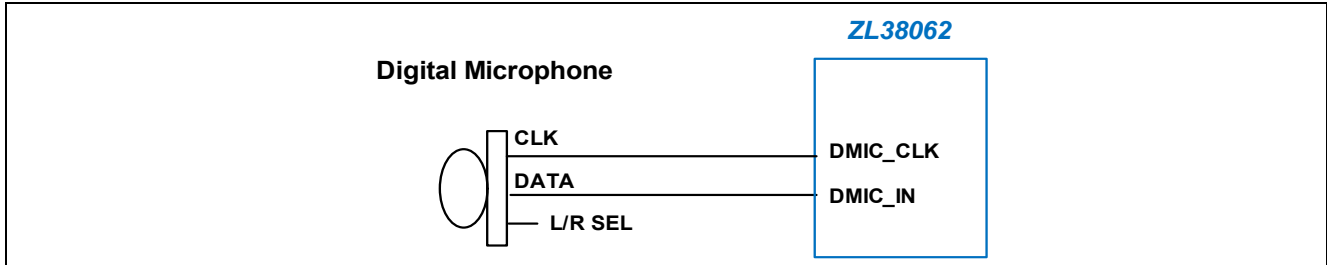 ZL38062
Digital Microphone
CLK
DMIC_CLK
DATA
DMIC_IN
L/R SEL